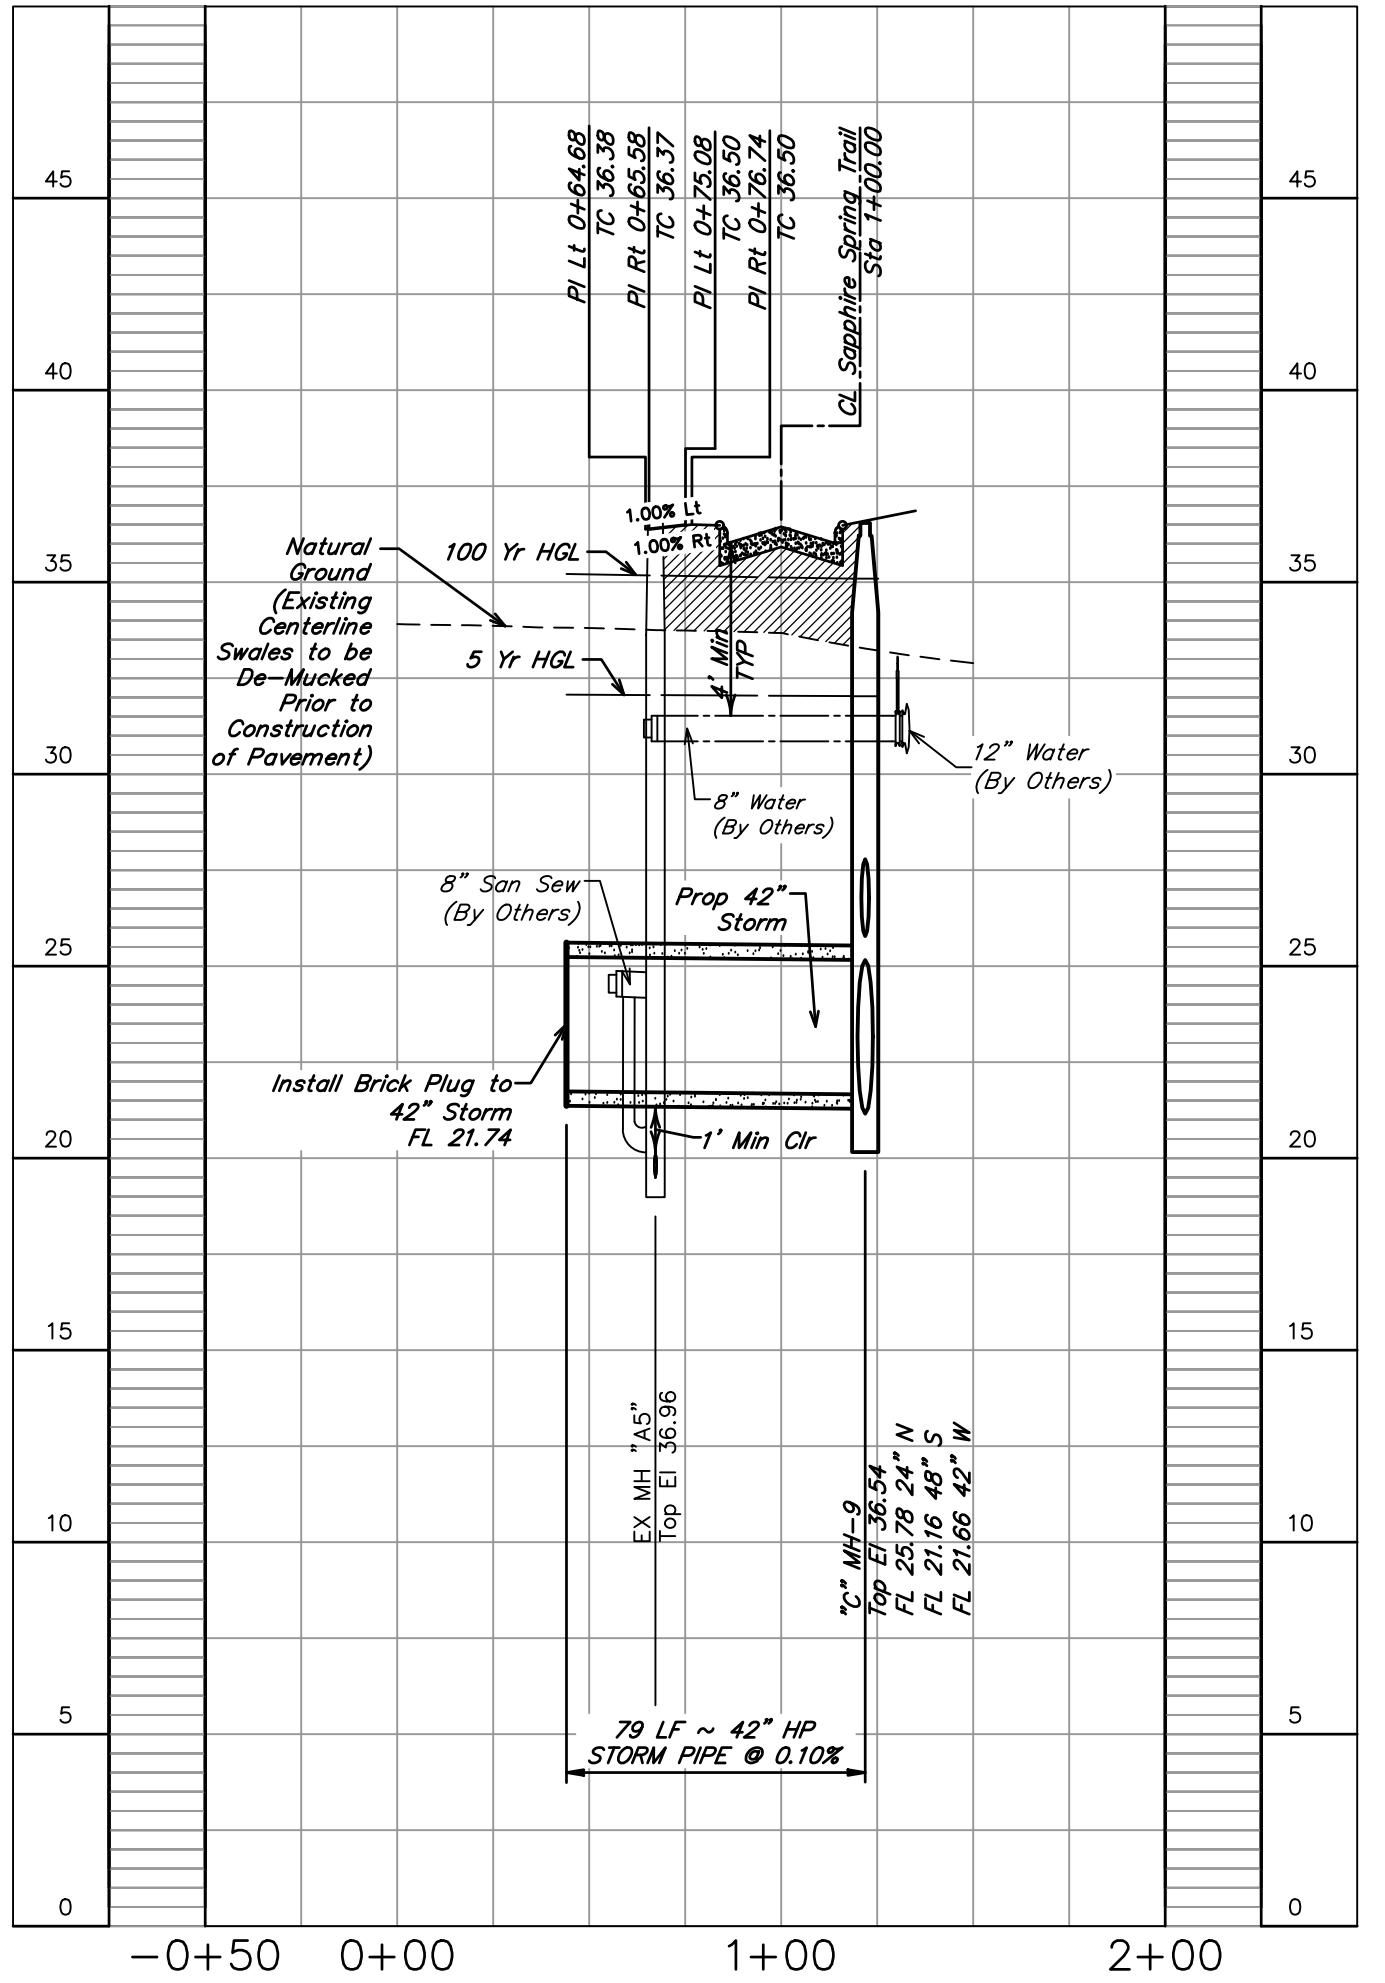 PI Lt 0+64.68
TC 36.38
PI Rt 0+65.58
TC 36.37
PI Lt 0+75.08
TC 36.50
PI Rt 0+76.74
TC 36.50
CL Sapphire Spring Trail
Sta 1+00.00
45
45
40
40
35
35
30
30
25
25
20
20
15
15
10
10
5
5
0
0
1.00% Lt
1.00% Rt
Natural
Ground
(Existing
Centerline
Swales to be
De-Mucked
Prior to
Construction
of Pavement)
100 Yr HGL
5 Yr HGL
4' Min
TYP
12" Water
(By Others)
8" Water
(By Others)
8" San Sew
(By Others)
Prop 42"
Storm
Install Brick Plug to
42" Storm
FL 21.74
1' Min Clr
EX MH "A5"
Top El 36.96
"C" MH-9
Top El 36.54
FL 25.78 24" N
FL 21.16 48" S
FL 21.66 42" W
79 LF ~ 42" HP
STORM PIPE @ 0.10%
-0+50
0+00
1+00
2+00